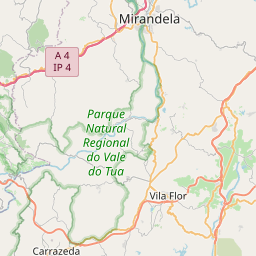 Mirandela
A 4
IP 4
Parque
Natural
Regional
do Vale
do Tua
Vila Flor
Carrazeda